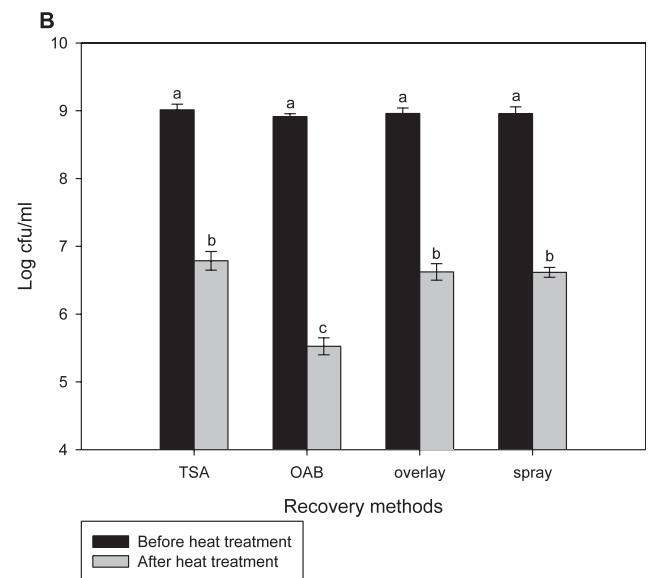 B
10
9
8
7
6
5
4
Log cfu/ml
a
b
a
c
a
b
a
b
TSA OAB overlay spray
Recovery methods
Before heat treatment
After heat treatment